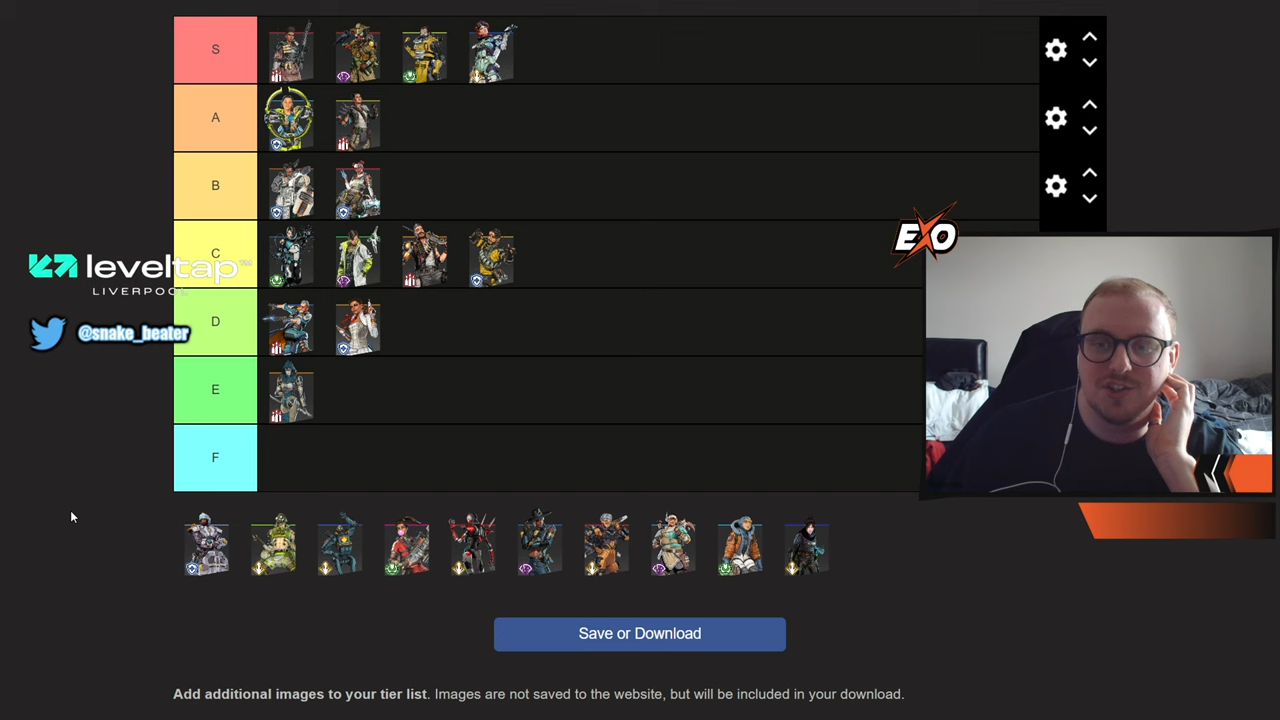 S
A
B
C
D
E
F
leveltap™
LIVERPOOL
@snake_beater
EXO
Save or Download
Add additional images to your tier list. Images are not saved to the website, but will be included in your download.